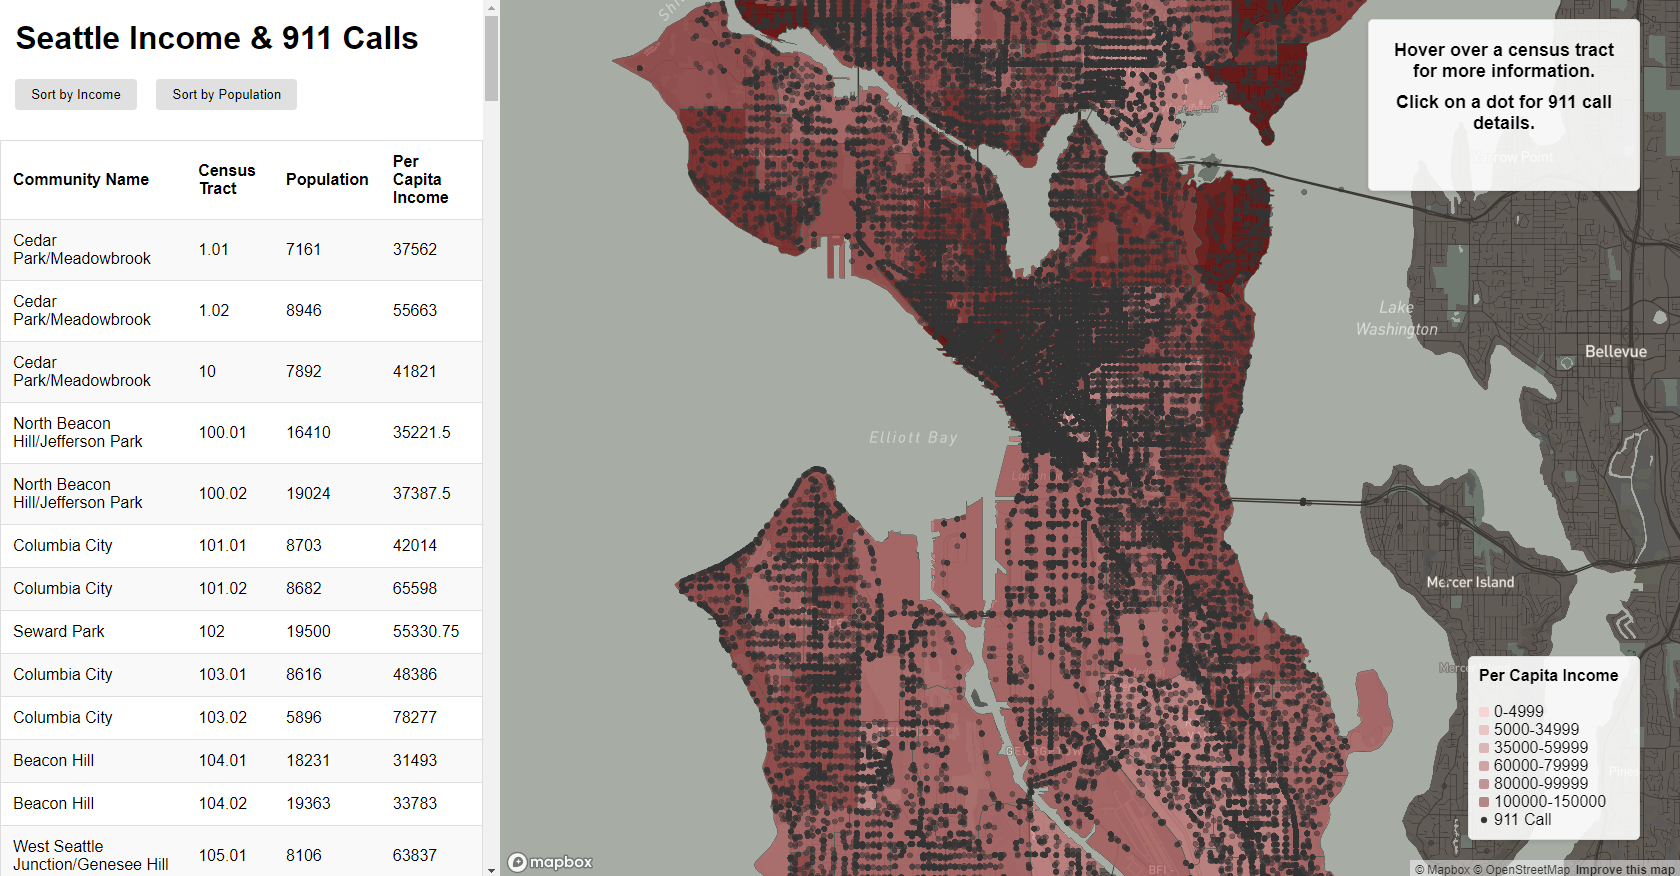 Seattle Income & 911 Calls
Sort by Income
Sort by Population
Community Name
Census
Tract
Population
Per
Capita
Income
Cedar
Park/Meadowbrook
1.01
7161
37562
Cedar
Park/Meadowbrook
1.02
8946
55663
Cedar
Park/Meadowbrook
10
7892
41821
North Beacon
Hill/Jefferson Park
100.01
16410
35221.5
North Beacon
Hill/Jefferson Park
100.02
19024
37387.5
Columbia City
101.01
8703
42014
Columbia City
101.02
8682
65598
Seward Park
102
19500
55330.75
Columbia City
103.01
8616
48386
Columbia City
103.02
5896
78277
Beacon Hill
104.01
18231
31493
Beacon Hill
104.02
19363
33783
West Seattle
Junction/Genesee Hill
105.01
8106
63837
Hover over a census tract
for more information.
Click on a dot for 911 call
details.
Lake
Washington
Bellevue
Elliott Bay
Mercer Island
Per Capita Income
0-4999
5000-34999
35000-59999
60000-79999
80000-99999
100000-150000
911 Call
mapbox
© Mapbox © OpenStreetMap Improve this map